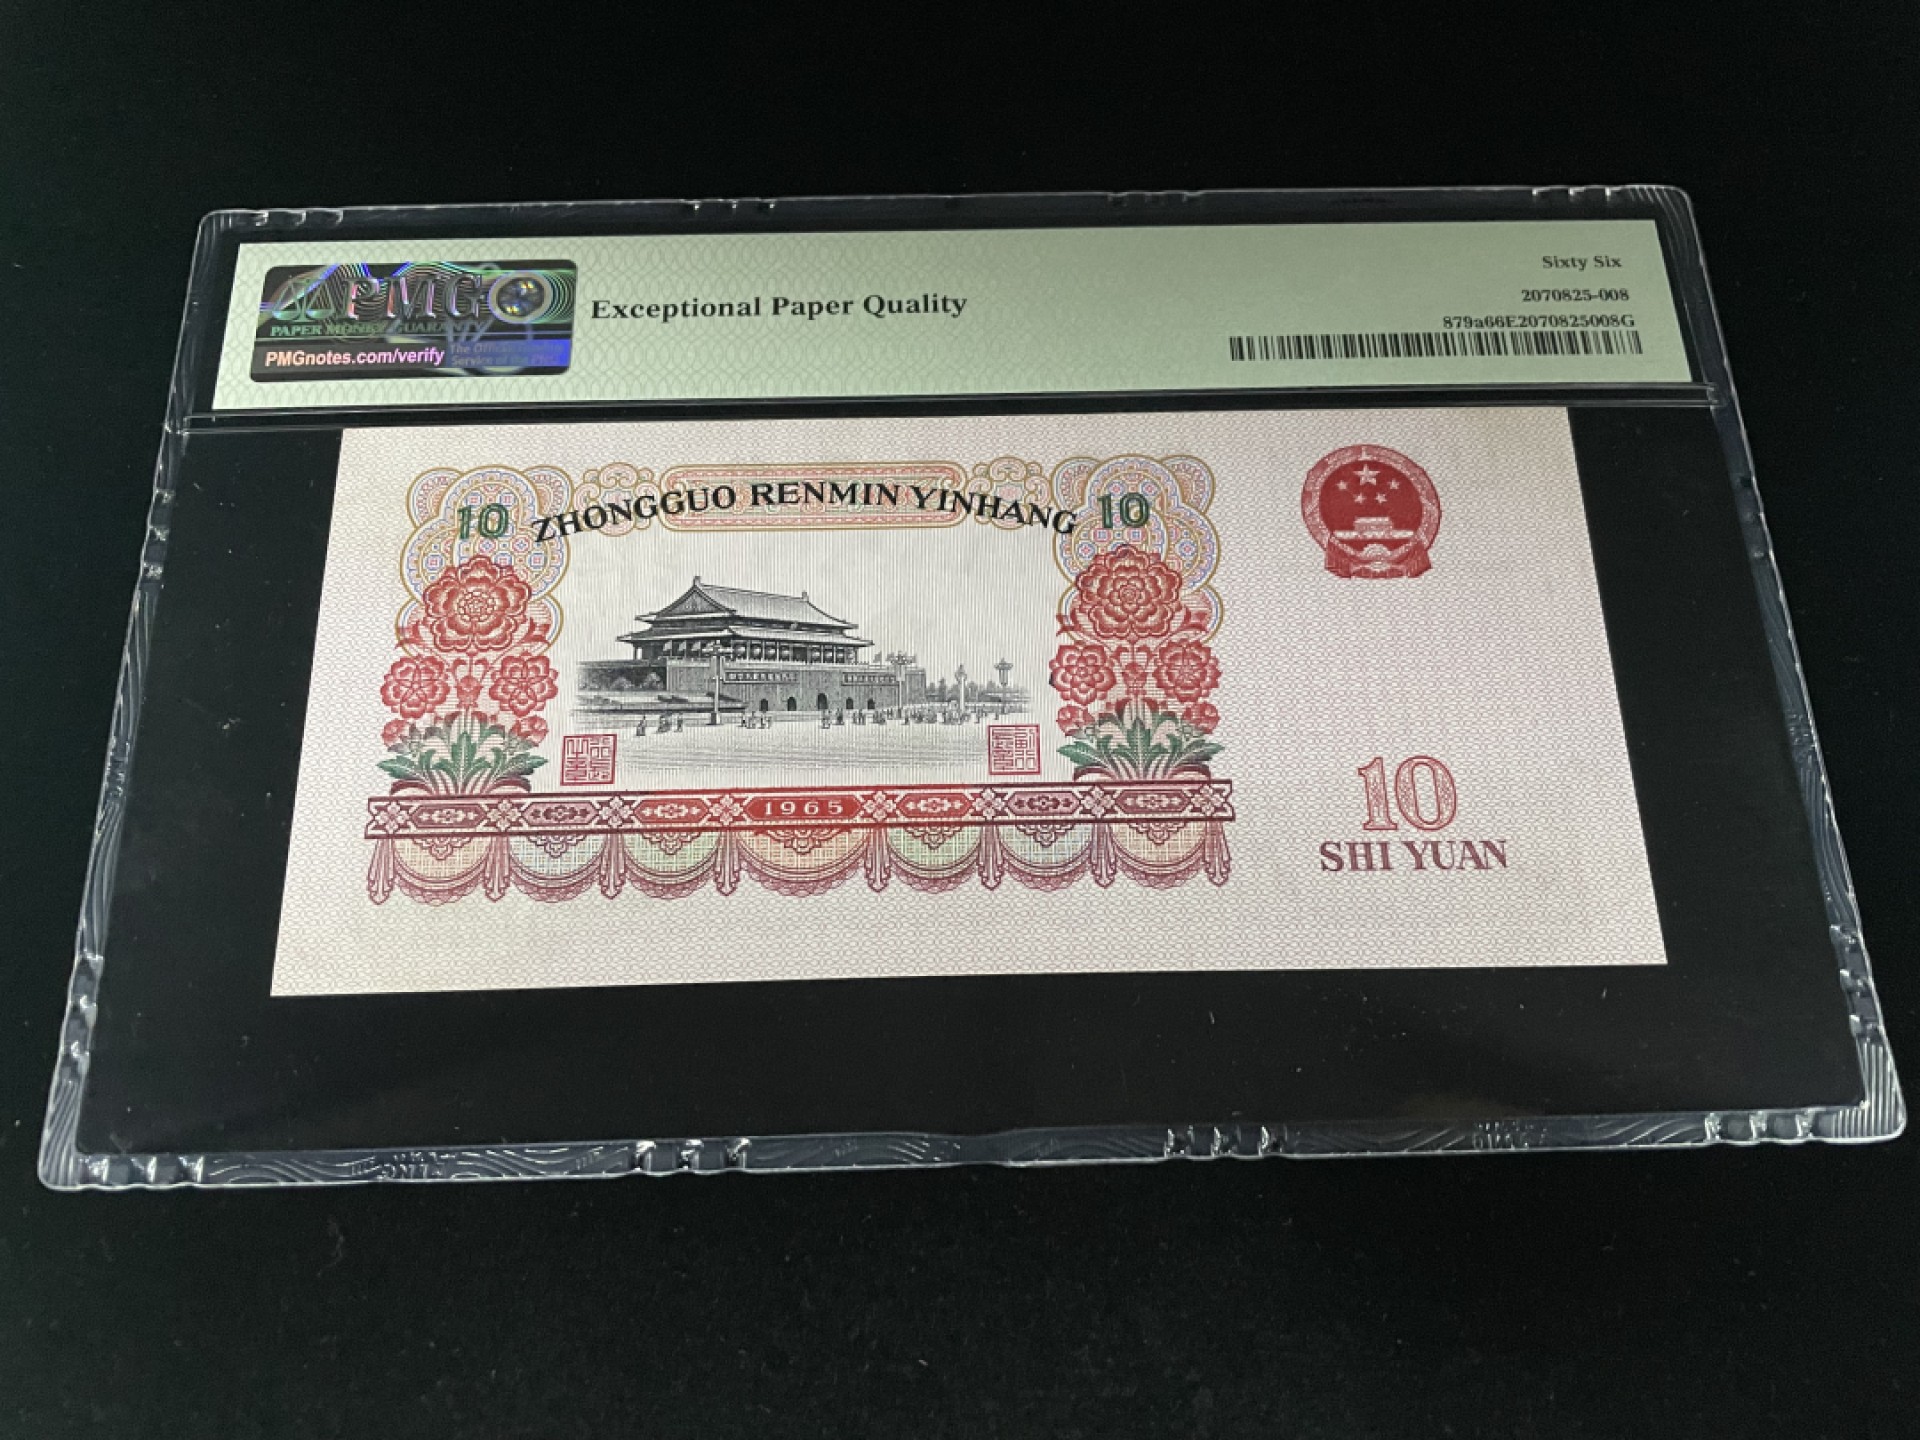 PMG
PAPER MONEY GUARANTY
PMGnotes.com/verify
Exceptional Paper Quality
Sixty Six
2070825-008
879a66E2070825008G
10 ZHONGGUO RENMIN YINHANG 10
1965
10
SHI YUAN